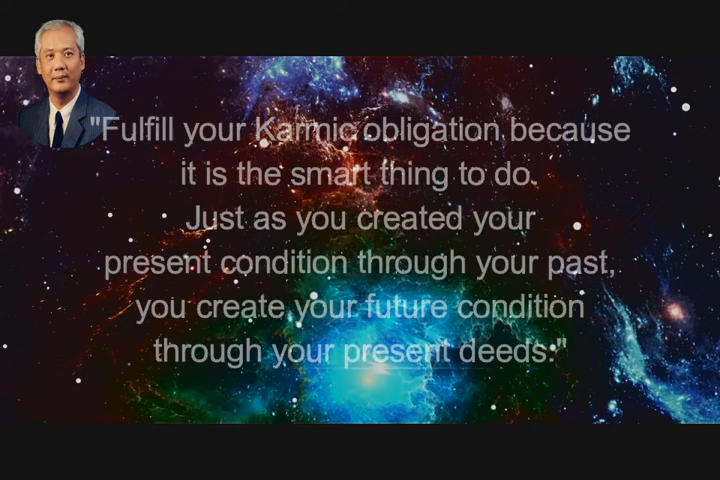 "Fulfill your Karmic obligation because
it is the smart thing to do.
Just as you created your
present condition through your past,
you create your future condition
through your present deeds."